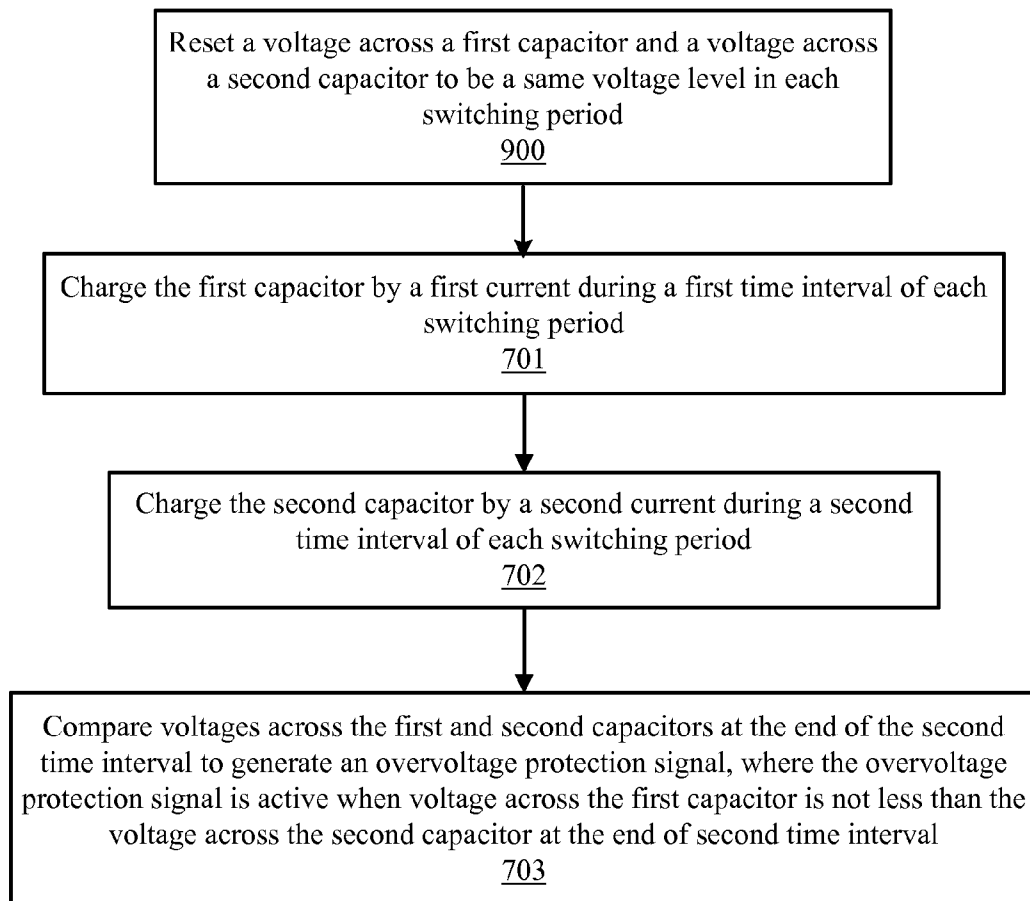 Reset a voltage across a first capacitor and a voltage across
a second capacitor to be a same voltage level in each
switching period
900
Charge the first capacitor by a first current during a first time interval of each
switching period
701
Charge the second capacitor by a second current during a second
time interval of each switching period
702
Compare voltages across the first and second capacitors at the end of the second
time interval to generate an overvoltage protection signal, where the overvoltage
protection signal is active when voltage across the first capacitor is not less than the
voltage across the second capacitor at the end of second time interval
703